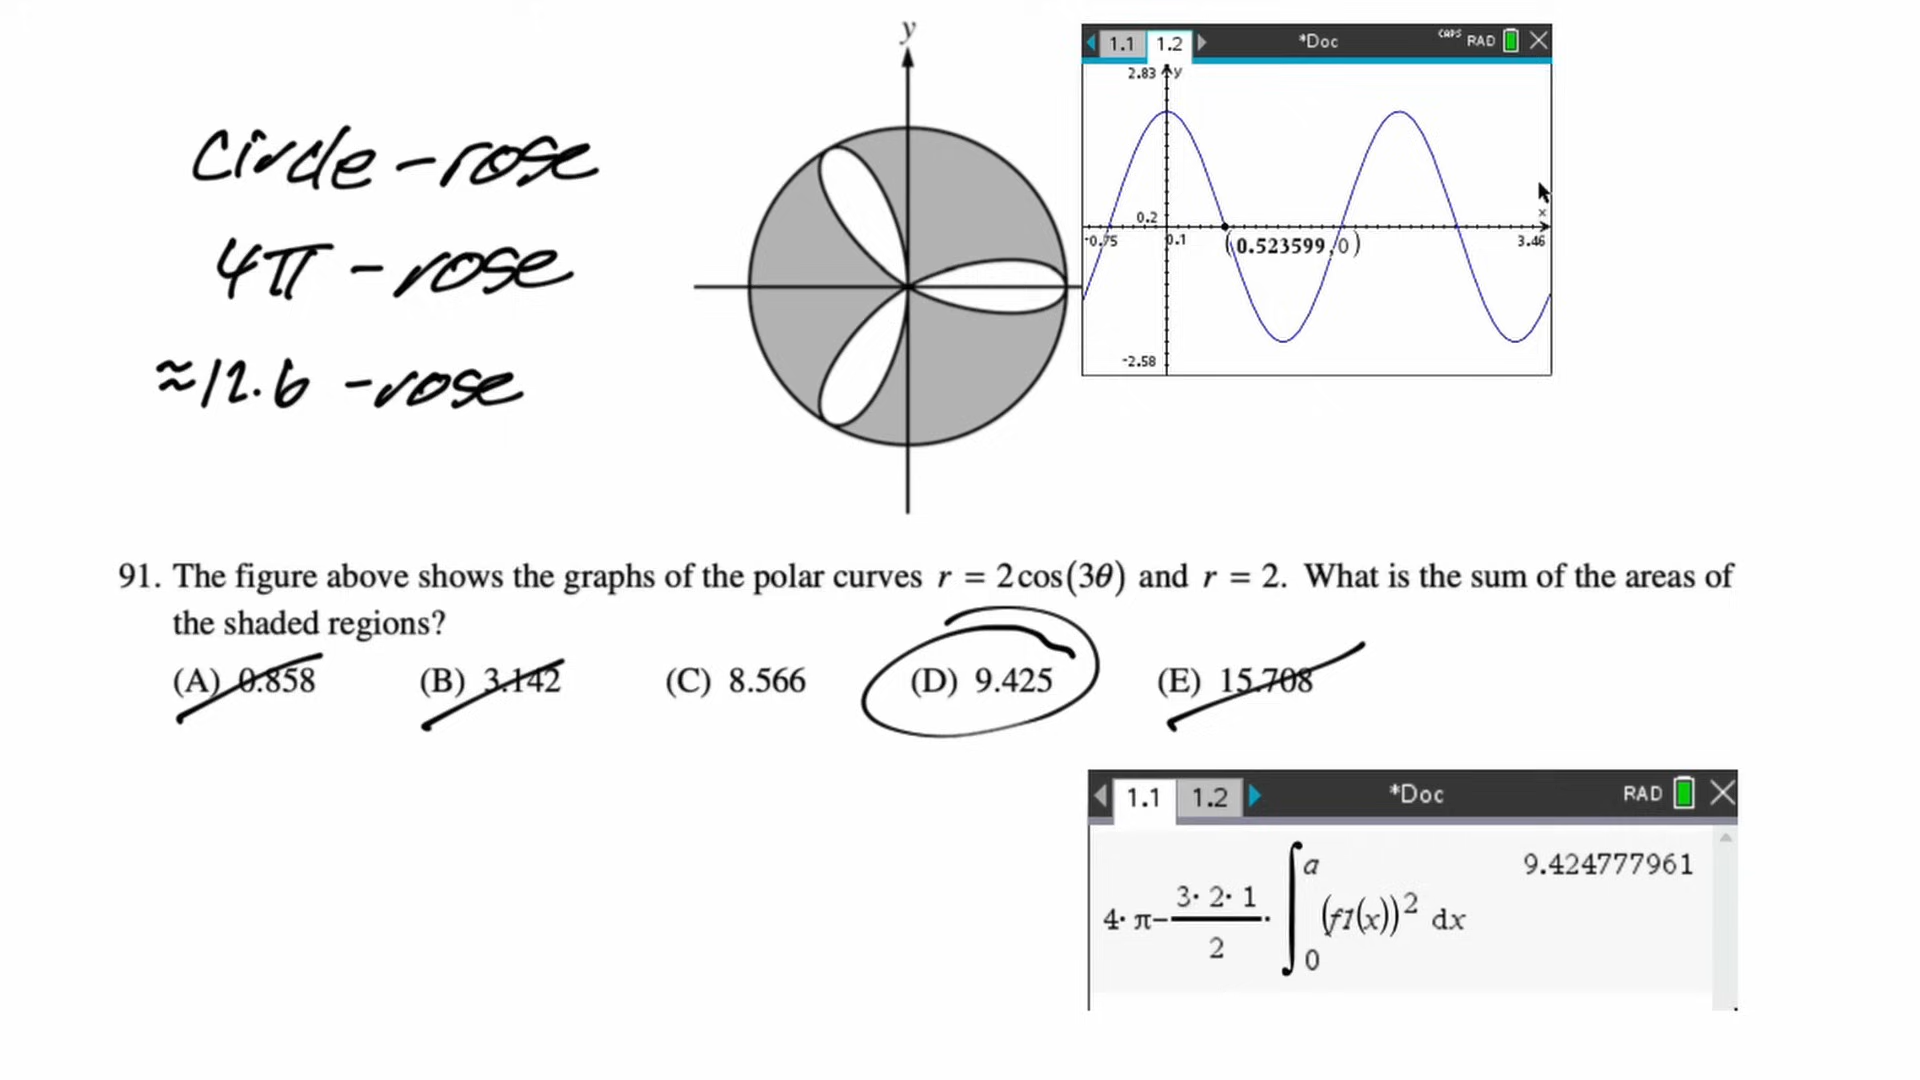 circle - rose
4π - rose
≈12.6 - rose
y
1.1 1.2 *Doc CAPS RAD
2.83 y
0.2
-0.75 0.1 (0.523599,0) x 3.46
-2.58
91. The figure above shows the graphs of the polar curves r = 2cos(3θ) and r = 2. What is the sum of the areas of
the shaded regions?
(A) 0.858 (B) 3.142 (C) 8.566 (D) 9.425 (E) 15.708
1.1 1.2 *Doc RAD
4·π-(3·2·1)/2·∫₀ᵃ(f1(x))² dx 9.424777961